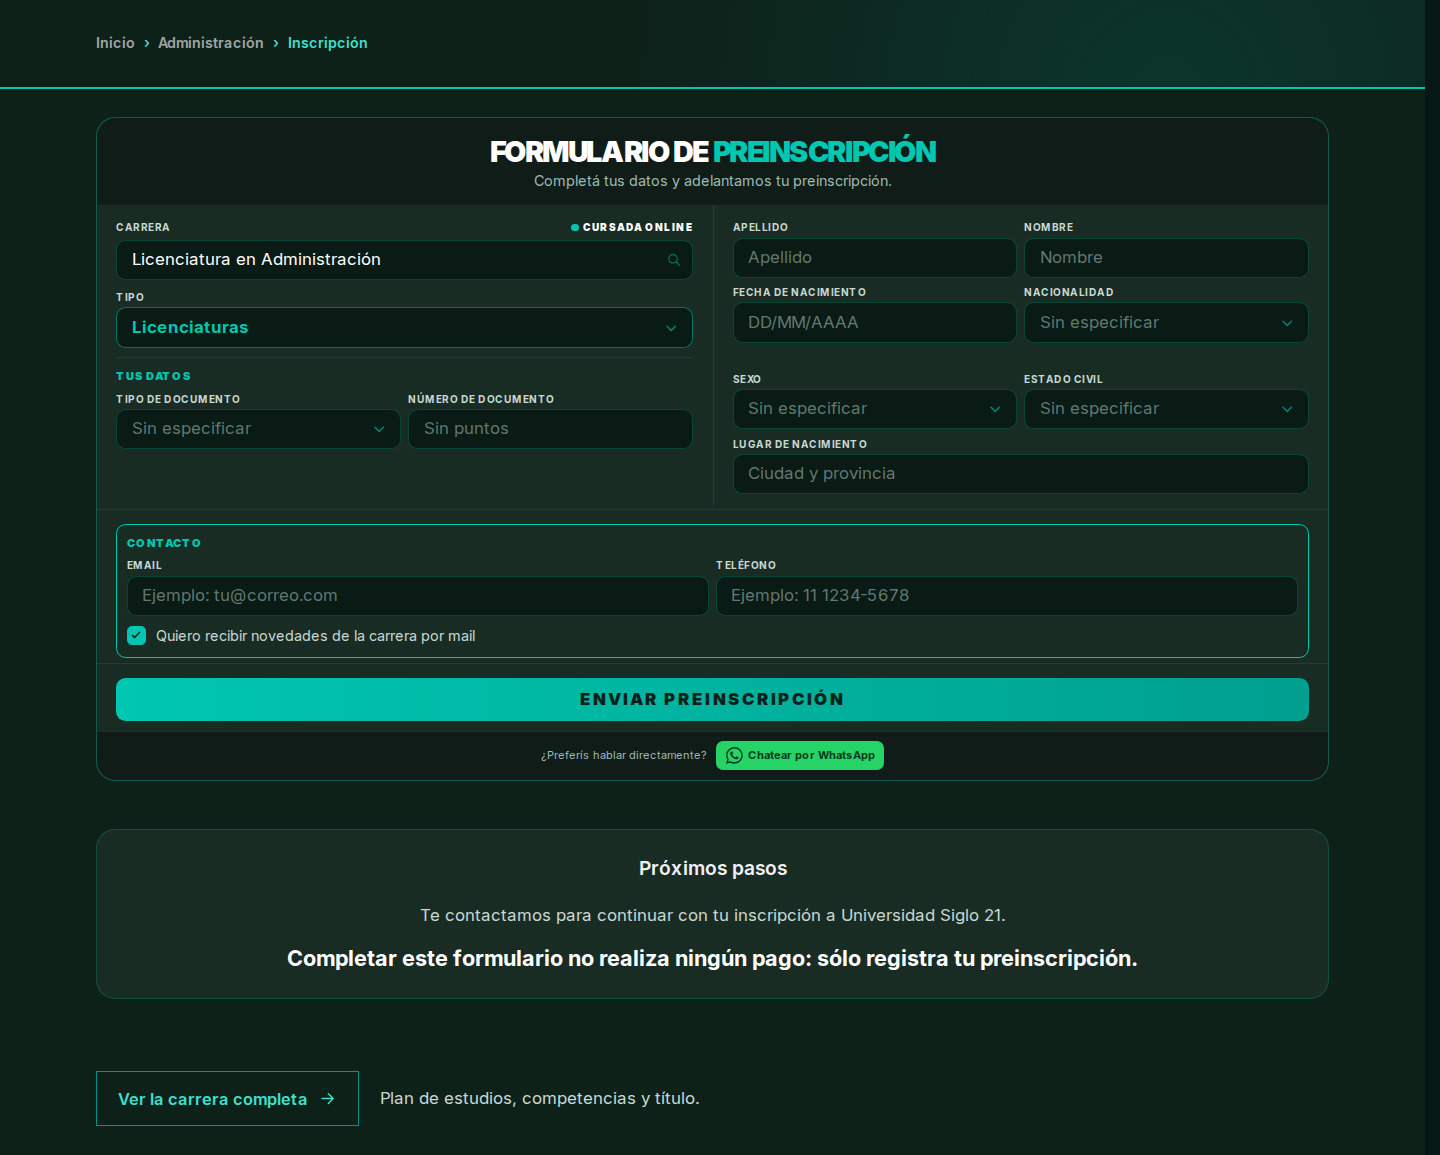 Inicio › Administración › Inscripción
FORMULARIO DE PREINSCRIPCIÓN
Completá tus datos y adelantamos tu preinscripción.
CARRERA
CURSADA ONLINE
Licenciatura en Administración
TIPO
Licenciaturas
TUS DATOS
TIPO DE DOCUMENTO
NÚMERO DE DOCUMENTO
Sin especificar
Sin puntos
APELLIDO
NOMBRE
Apellido
Nombre
FECHA DE NACIMIENTO
NACIONALIDAD
DD/MM/AAAA
Sin especificar
SEXO
ESTADO CIVIL
Sin especificar
Sin especificar
LUGAR DE NACIMIENTO
Ciudad y provincia
CONTACTO
EMAIL
TELÉFONO
Ejemplo: tu@correo.com
Ejemplo: 11 1234-5678
Quiero recibir novedades de la carrera por mail
ENVIAR PREINSCRIPCIÓN
¿Preferís hablar directamente?
Chatear por WhatsApp
Próximos pasos
Te contactamos para continuar con tu inscripción a Universidad Siglo 21.
Completar este formulario no realiza ningún pago: sólo registra tu preinscripción.
Ver la carrera completa →
Plan de estudios, competencias y título.